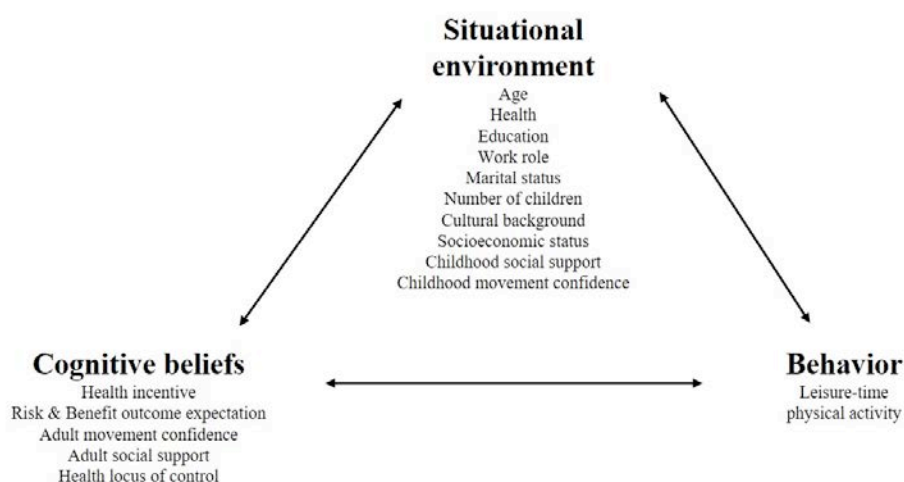 Situational
environment
Age
Health
Education
Work role
Marital status
Number of children
Cultural background
Socioeconomic status
Childhood social support
Childhood movement confidence
Cognitive beliefs
Health incentive
Risk & Benefit outcome expectation
Adult movement confidence
Adult social support
Health locus of control
Behavior
Leisure-time
physical activity